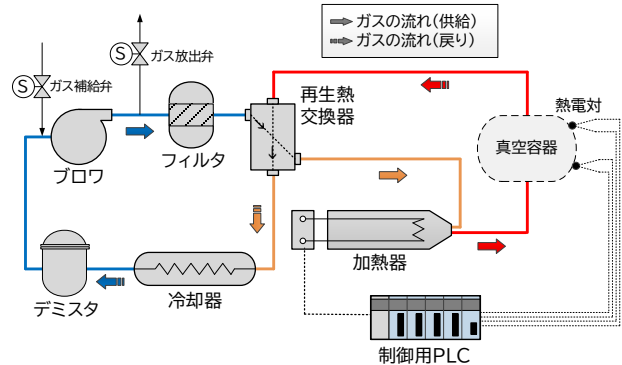 ガスの流れ(供給)
ガスの流れ(戻り)
S
ガス放出弁
S
ガス補給弁
再生熱
交換器
熱電対
真空容器
ブロワ
フィルタ
加熱器
デミスタ
冷却器
制御用PLC